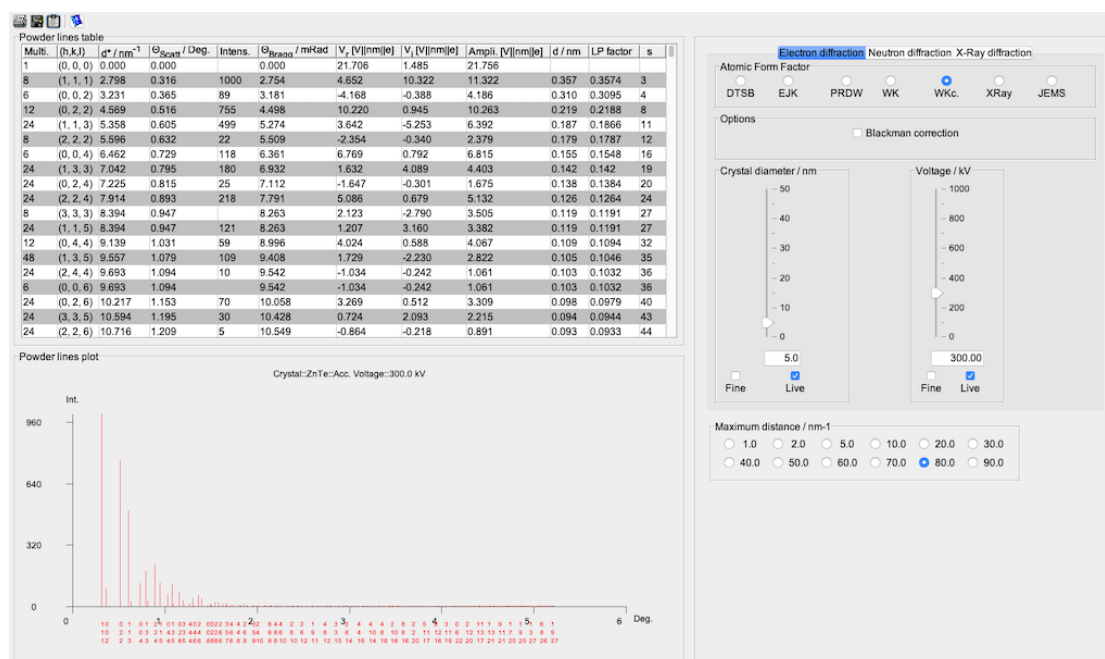 Powder lines table
Multi. (h,k,l) d* / nm-1 ΘScatt / Deg. Intens. ΘBragg / mRad Vr [V||nm||e] Vi [V||nm||e] Ampli. [V||nm||e] d / nm LP factor s
1 (0, 0, 0) 0.000 0.000 0.000 21.706 1.485 21.756
8 (1, 1, 1) 2.798 0.316 1000 2.754 4.652 10.322 11.322 0.357 0.3574 3
6 (0, 0, 2) 3.231 0.365 89 3.181 -4.168 -0.388 4.186 0.310 0.3095 4
12 (0, 2, 2) 4.569 0.516 755 4.498 10.220 0.945 10.263 0.219 0.2188 8
24 (1, 1, 3) 5.358 0.605 499 5.274 3.642 -5.253 6.392 0.187 0.1866 11
8 (2, 2, 2) 5.596 0.632 22 5.509 -2.354 -0.340 2.379 0.179 0.1787 12
6 (0, 0, 4) 6.462 0.729 118 6.361 6.769 0.792 6.815 0.155 0.1548 16
24 (1, 3, 3) 7.042 0.795 180 6.932 1.632 4.089 4.403 0.142 0.142 19
24 (0, 2, 4) 7.225 0.815 25 7.112 -1.647 -0.301 1.675 0.138 0.1384 20
24 (2, 2, 4) 7.914 0.893 218 7.791 5.086 0.679 5.132 0.126 0.1264 24
8 (3, 3, 3) 8.394 0.947 8.263 2.123 -2.790 3.505 0.119 0.1191 27
24 (1, 1, 5) 8.394 0.947 121 8.263 1.207 3.160 3.382 0.119 0.1191 27
12 (0, 4, 4) 9.139 1.031 59 8.996 4.024 0.588 4.067 0.109 0.1094 32
48 (1, 3, 5) 9.557 1.079 109 9.408 1.729 -2.230 2.822 0.105 0.1046 35
24 (2, 4, 4) 9.693 1.094 10 9.542 -1.034 -0.242 1.061 0.103 0.1032 36
6 (0, 0, 6) 9.693 1.094 9.542 -1.034 -0.242 1.061 0.103 0.1032 36
24 (0, 2, 6) 10.217 1.153 70 10.058 3.269 0.512 3.309 0.098 0.0979 40
24 (3, 3, 5) 10.594 1.195 30 10.428 0.724 2.093 2.215 0.094 0.0944 43
24 (2, 2, 6) 10.716 1.209 5 10.549 -0.864 -0.218 0.891 0.093 0.0933 44
Powder lines plot
Crystal::ZnTe::Acc. Voltage::300.0 kV
Int.
960
640
320
0
0 1 2 3 4 5 6 Deg.
Electron diffraction Neutron diffraction X-Ray diffraction
Atomic Form Factor
DTSB EJK PRDW WK WKc. XRay JEMS
Options
Blackman correction
Crystal diameter / nm
50
40
30
20
10
0
5.0
Fine Live
Voltage / kV
1000
800
600
400
200
0
300.00
Fine Live
Maximum distance / nm-1
1.0 2.0 5.0 10.0 20.0 30.0
40.0 50.0 60.0 70.0 80.0 90.0